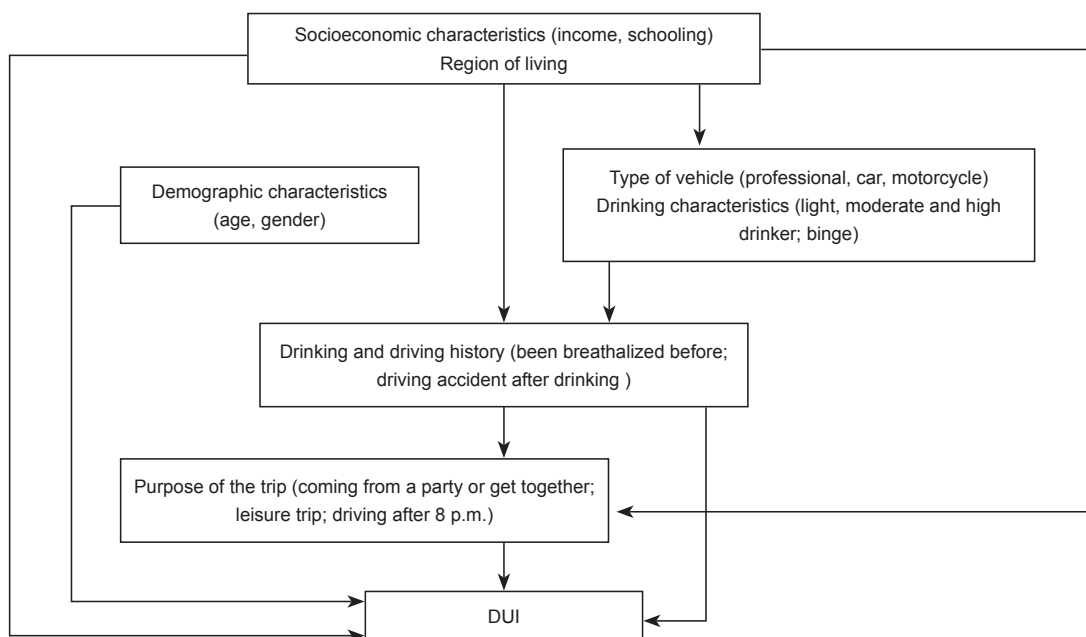 Socioeconomic characteristics (income, schooling)
Region of living
Demographic characteristics
(age, gender)
Type of vehicle (professional, car, motorcycle)
Drinking characteristics (light, moderate and high
drinker; binge)
Drinking and driving history (been breathalized before;
driving accident after drinking )
Purpose of the trip (coming from a party or get together;
leisure trip; driving after 8 p.m.)
DUI